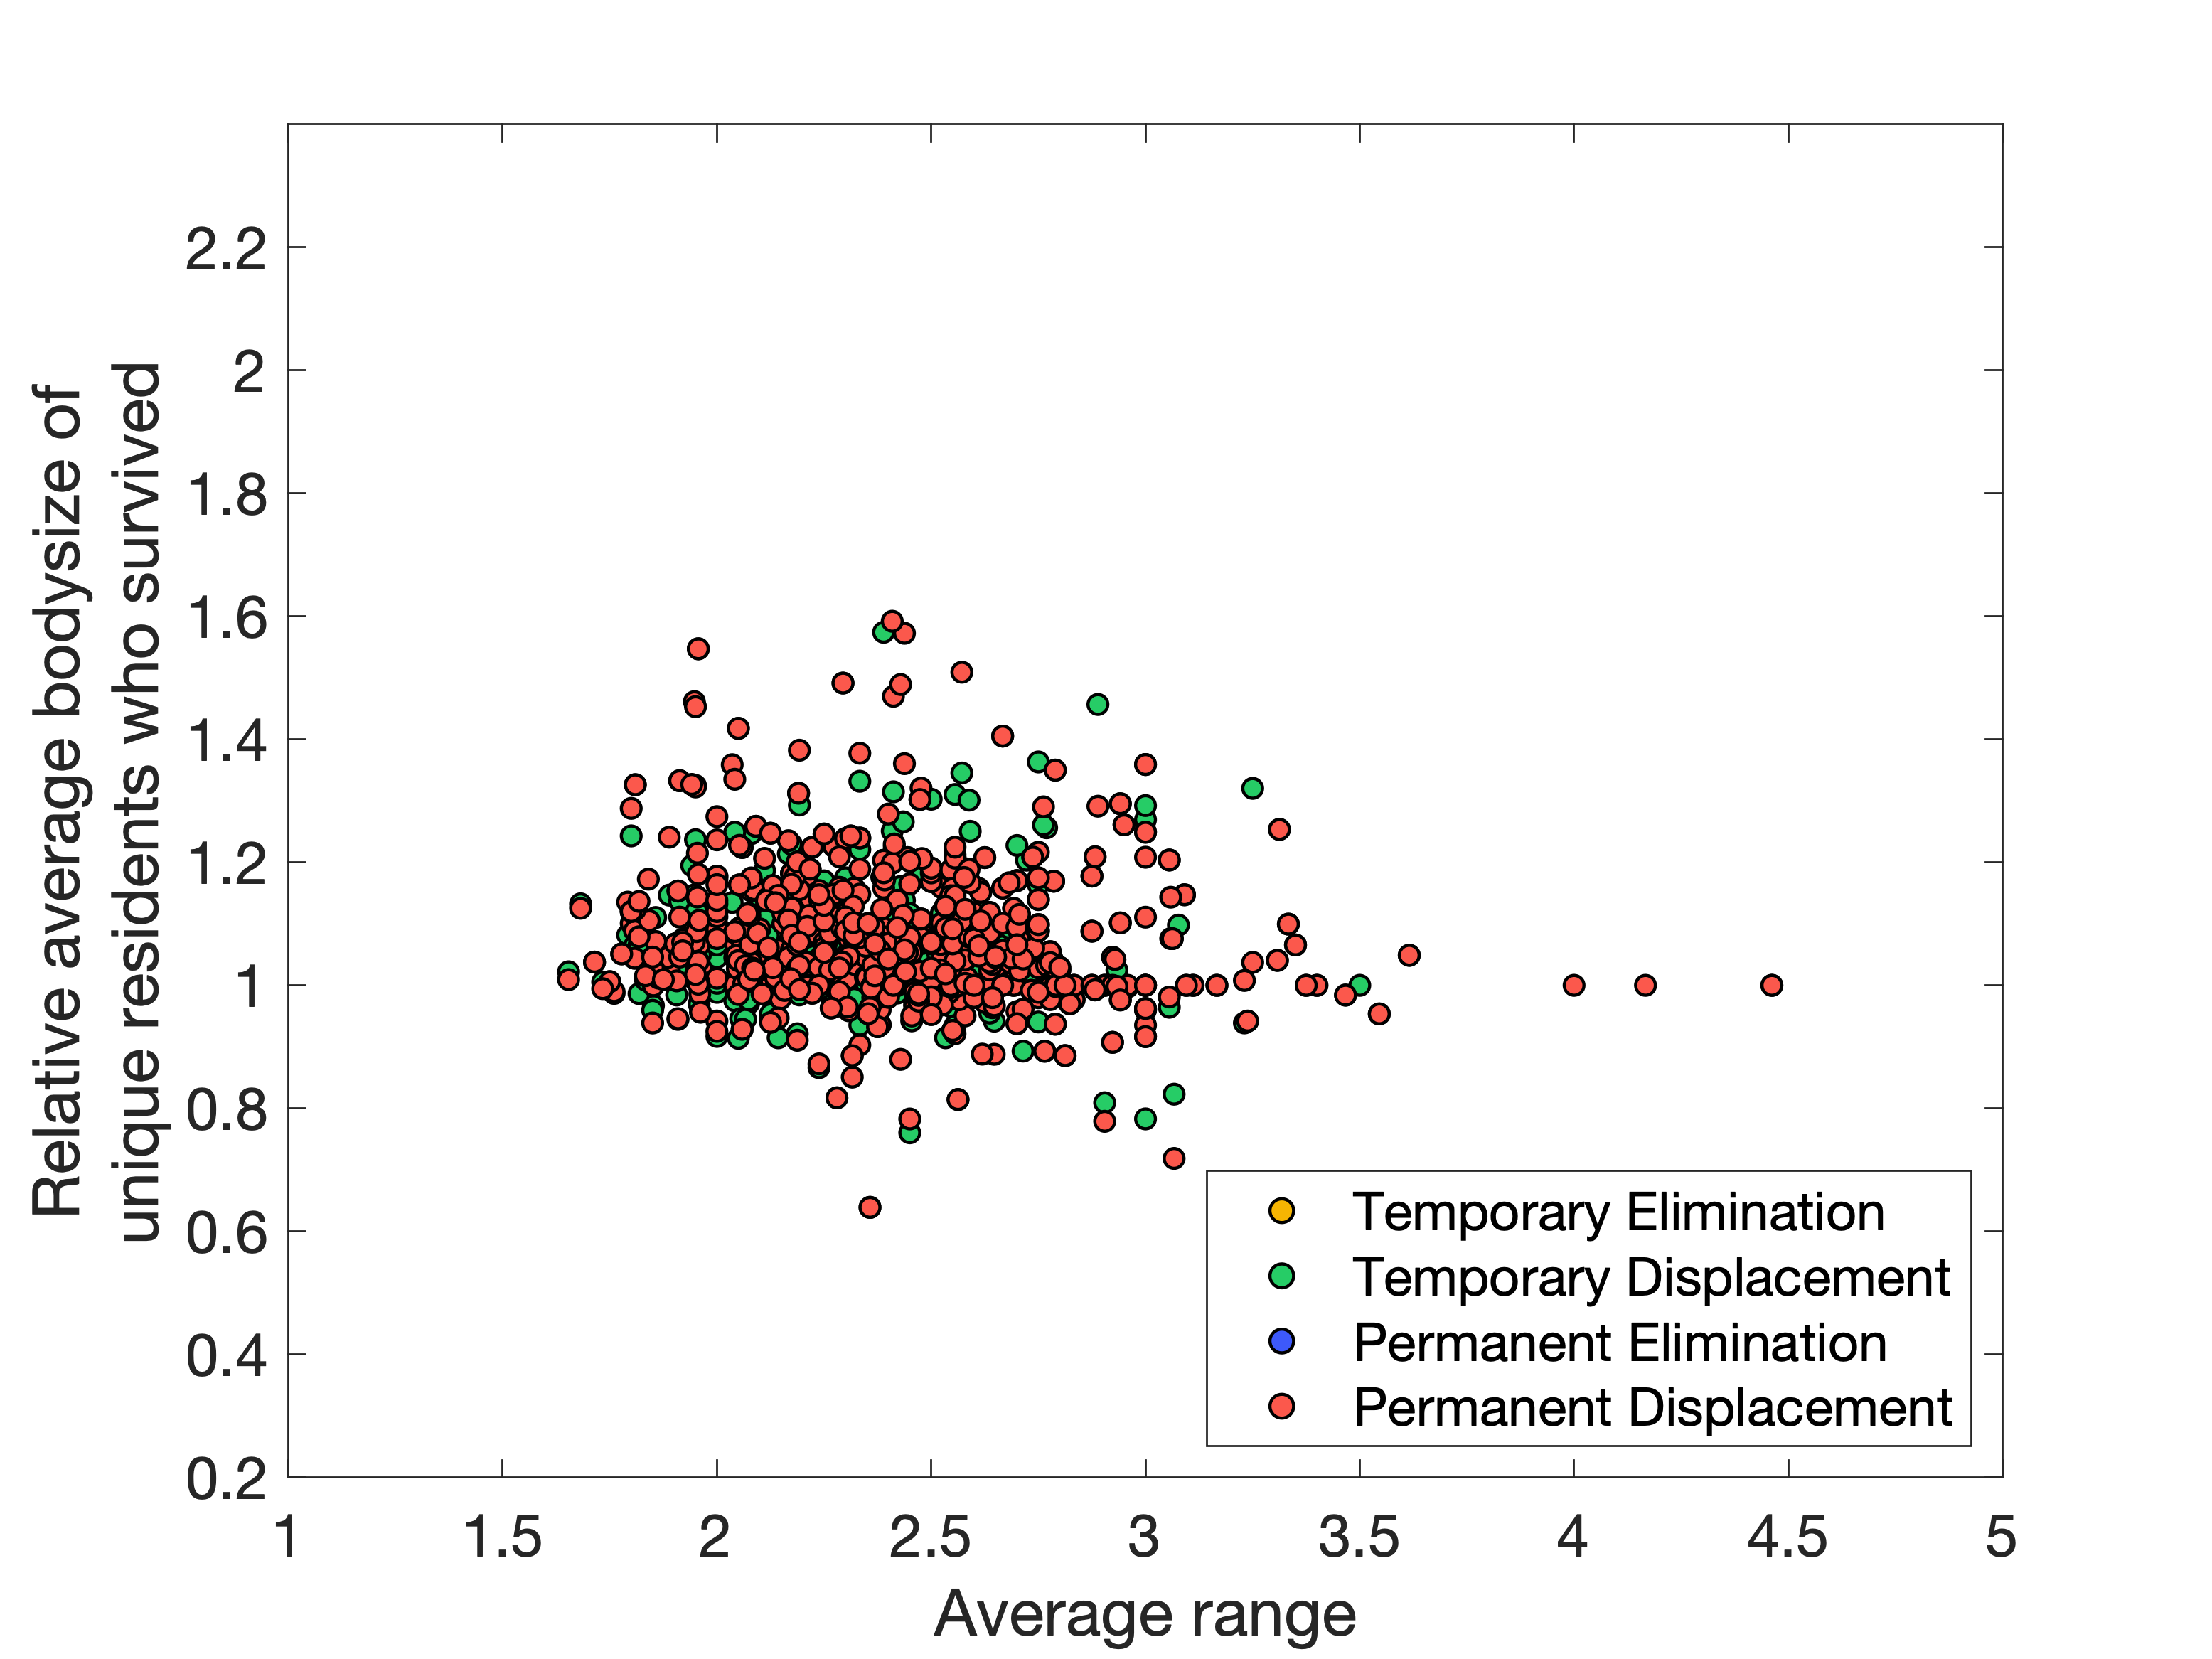 Relative average bodysize of
unique residents who survived
2.2
2
1.8
1.6
1.4
1.2
1
0.8
0.6
0.4
0.2
1 1.5 2 2.5 3 3.5 4 4.5 5
Average range
Temporary Elimination
Temporary Displacement
Permanent Elimination
Permanent Displacement